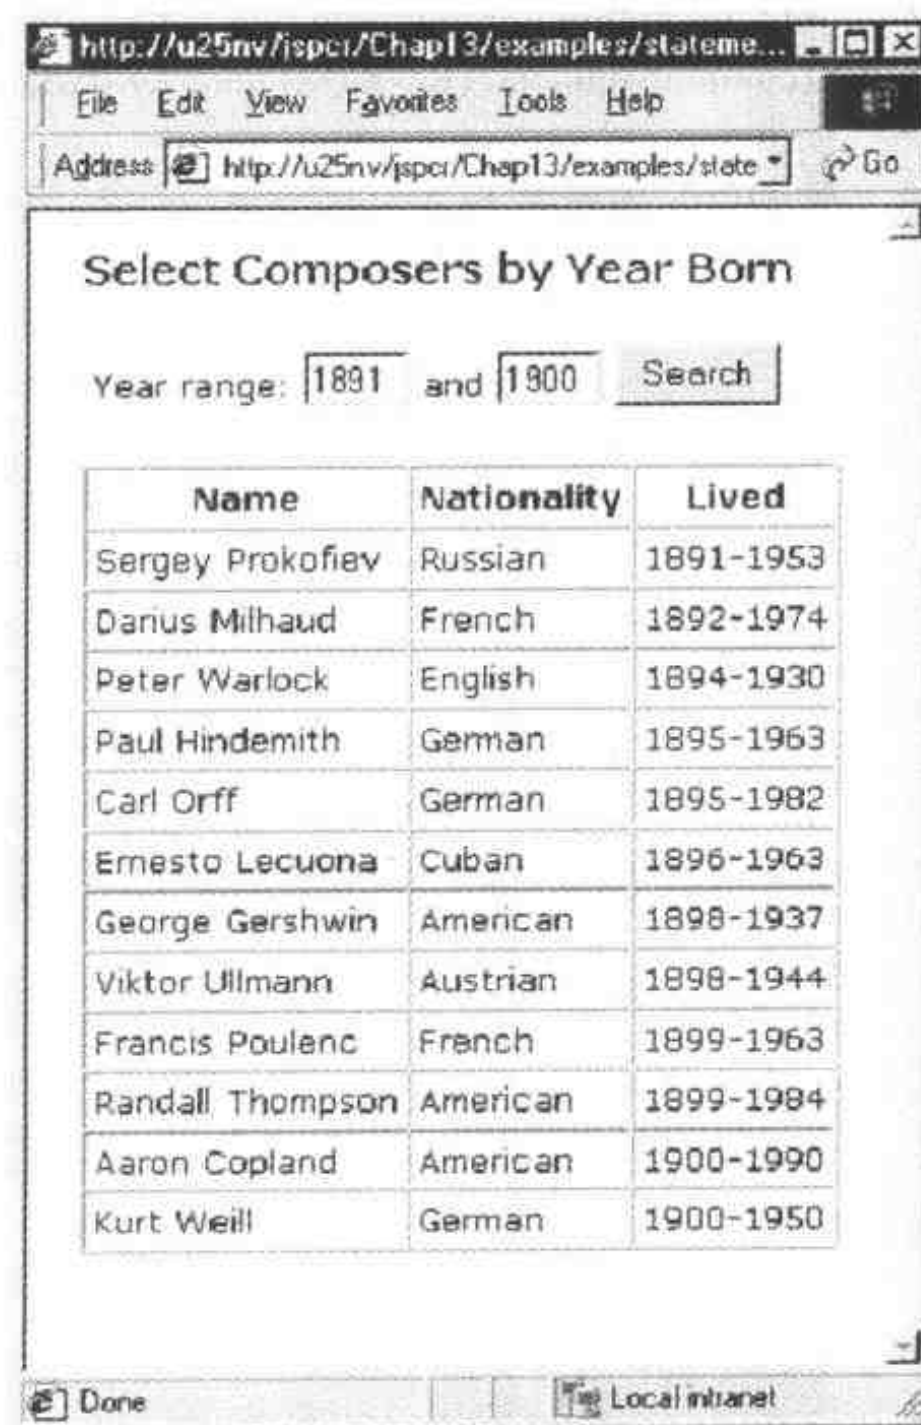 http://u25nv/jspcr/Chap13/examples/stateme...
File Edit View Favorites Tools Help
Address http://u25nv/jspcr/Chap13/examples/state Go
Select Composers by Year Born
Year range: 1891 and 1900 Search
Name Nationality Lived
Sergey Prokofiev Russian 1891-1953
Darius Milhaud French 1892-1974
Peter Warlock English 1894-1930
Paul Hindemith German 1895-1963
Carl Orff German 1895-1982
Ernesto Lecuona Cuban 1896-1963
George Gershwin American 1898-1937
Viktor Ullmann Austrian 1898-1944
Francis Poulenc French 1899-1963
Randall Thompson American 1899-1984
Aaron Copland American 1900-1990
Kurt Weill German 1900-1950
Done Local intranet